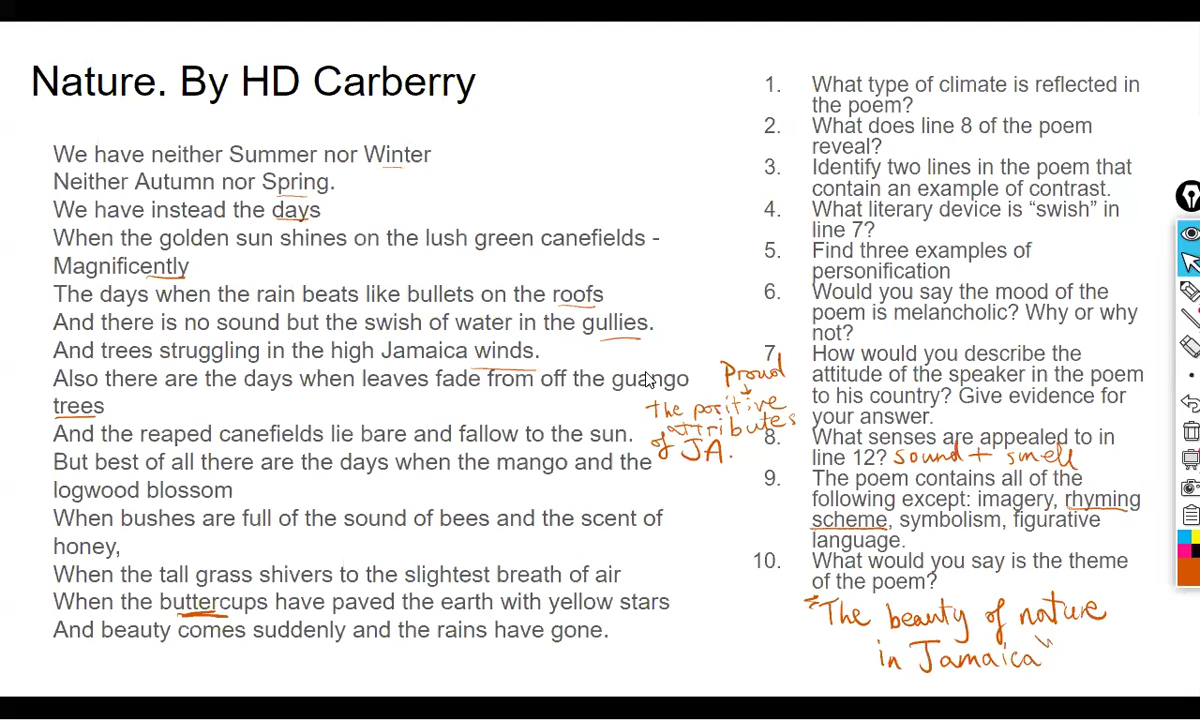 Nature. By HD Carberry
We have neither Summer nor Winter
Neither Autumn nor Spring.
We have instead the days
When the golden sun shines on the lush green canefields -
Magnificently
The days when the rain beats like bullets on the roofs
And there is no sound but the swish of water in the gullies.
And trees struggling in the high Jamaica winds.
Also there are the days when leaves fade from off the guango
trees
And the reaped canefields lie bare and fallow to the sun.
But best of all there are the days when the mango and the
logwood blossom
When bushes are full of the sound of bees and the scent of
honey,
When the tall grass shivers to the slightest breath of air
When the buttercups have paved the earth with yellow stars
And beauty comes suddenly and the rains have gone.
Proud
the positive
attributes
of JA.
1. What type of climate is reflected in
the poem?
2. What does line 8 of the poem
reveal?
3. Identify two lines in the poem that
contain an example of contrast.
4. What literary device is “swish” in
line 7?
5. Find three examples of
personification
6. Would you say the mood of the
poem is melancholic? Why or why
not?
7. How would you describe the
attitude of the speaker in the poem
to his country? Give evidence for
your answer.
8. What senses are appealed to in
line 12? sound + smell
9. The poem contains all of the
following except: imagery, rhyming
scheme, symbolism, figurative
language.
10. What would you say is the theme
of the poem?
"The beauty of nature
in Jamaica"